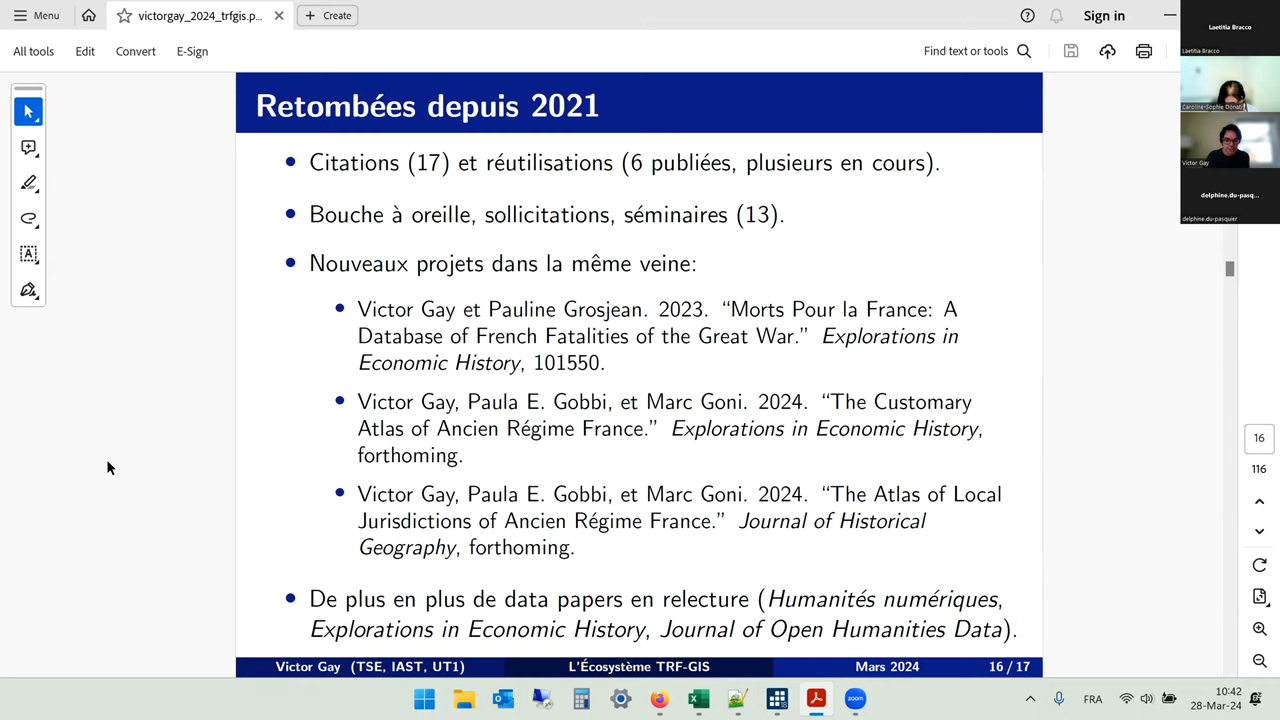 Menu
victorgay_2024_trfgis.p...
Create
Sign in
All tools
Edit
Convert
E-Sign
Find text or tools
Laetitia Bracco
Laetitia Bracco
Caroline-Sophie Donati
Victor Gay
delphine.du-pasq...
delphine.du-pasquier
Retombées depuis 2021
• Citations (17) et réutilisations (6 publiées, plusieurs en cours).
• Bouche à oreille, sollicitations, séminaires (13).
• Nouveaux projets dans la même veine:
• Victor Gay et Pauline Grosjean. 2023. “Morts Pour la France: A
Database of French Fatalities of the Great War.” Explorations in
Economic History, 101550.
• Victor Gay, Paula E. Gobbi, et Marc Goni. 2024. “The Customary
Atlas of Ancien Régime France.” Explorations in Economic History,
forthoming.
• Victor Gay, Paula E. Gobbi, et Marc Goni. 2024. “The Atlas of Local
Jurisdictions of Ancien Régime France.” Journal of Historical
Geography, forthoming.
• De plus en plus de data papers en relecture (Humanités numériques,
Explorations in Economic History, Journal of Open Humanities Data).
Victor Gay (TSE, IAST, UT1)
L'Écosystème TRF-GIS
Mars 2024
16 / 17
16
116
zoom
FRA
10:42
28-Mar-24